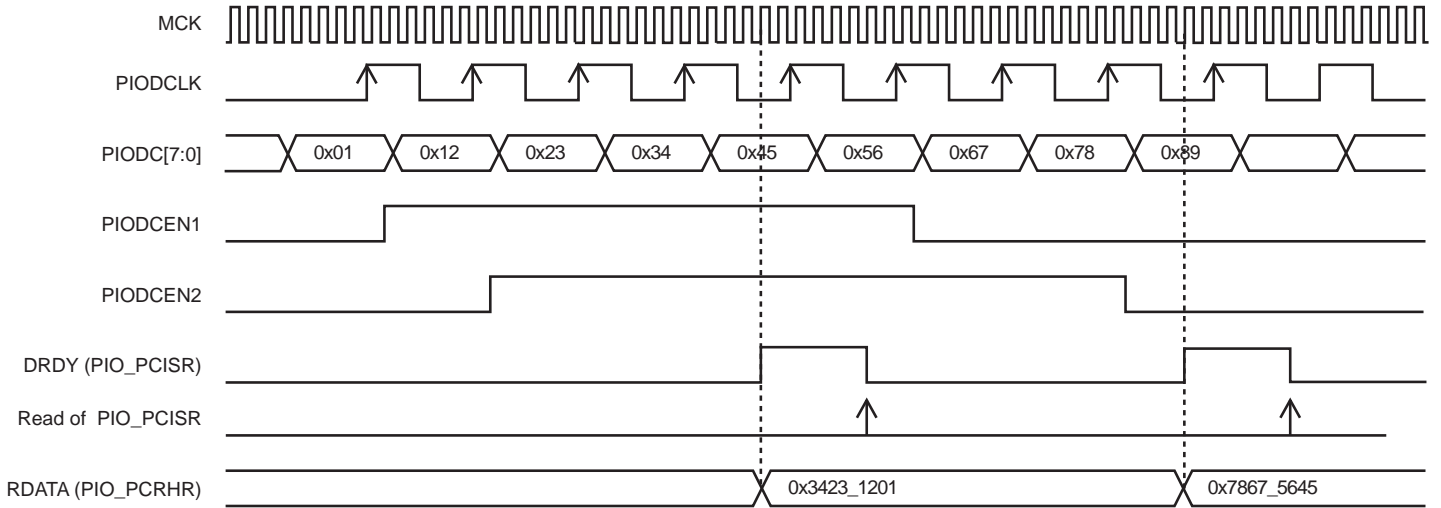 MCK
PIODCLK
PIODC[7:0] 0x01 0x12 0x23 0x34 0x45 0x56 0x67 0x78 0x89
PIODCEN1
PIODCEN2
DRDY (PIO_PCISR)
Read of PIO_PCISR
RDATA (PIO_PCRHR) 0x3423_1201 0x7867_5645